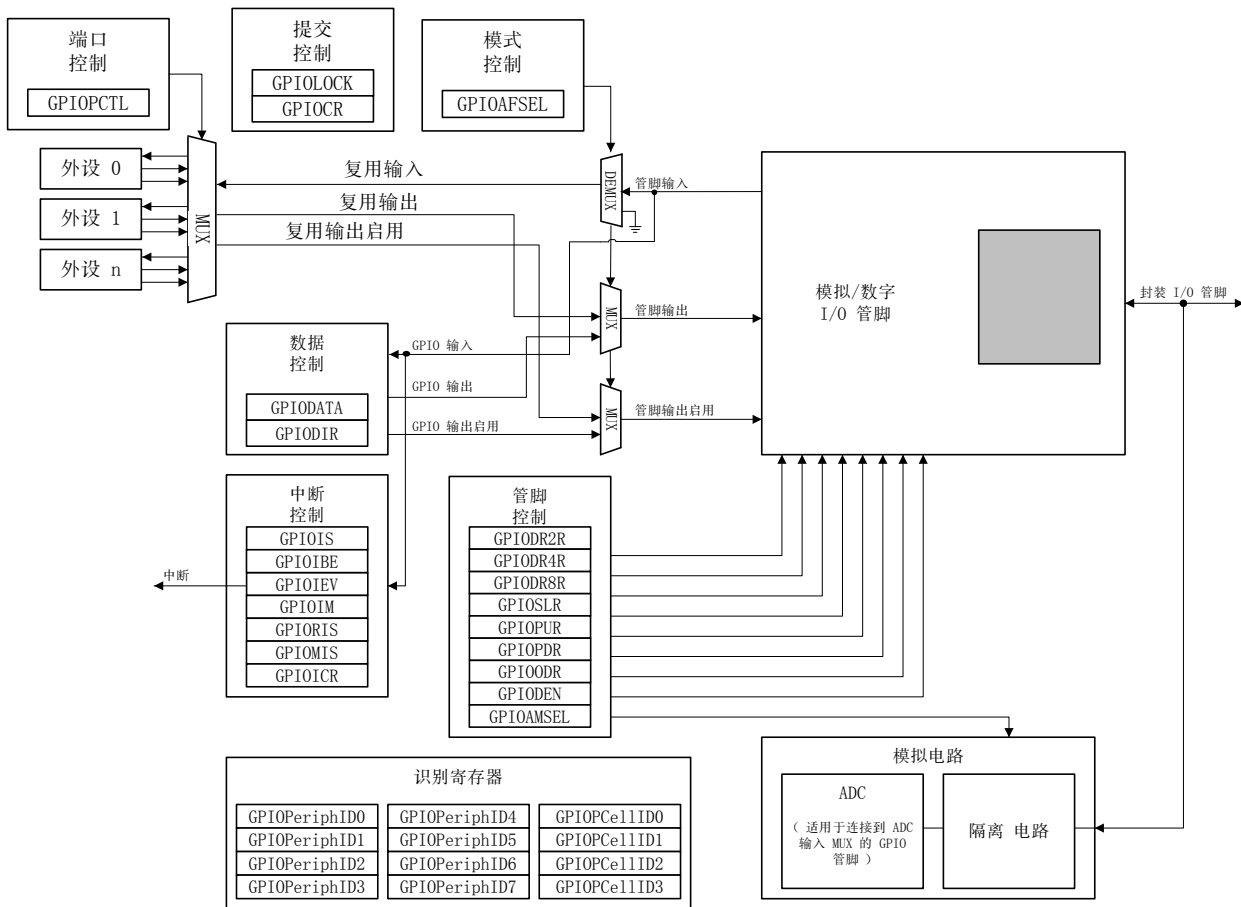 端口
控制
GPIOPCTL
提交
控制
GPIOLOCK
GPIOCR
模式
控制
GPIOAFSEL
外设 0
外设 1
外设 n
MUX
复用输入
复用输出
复用输出启用
DEMUX
管脚输入
MUX
管脚输出
MUX
管脚输出启用
模拟/数字
I/O 管脚
封装 I/O 管脚
数据
控制
GPIODATA
GPIODIR
GPIO 输入
GPIO 输出
GPIO 输出启用
中断
控制
GPIOIS
GPIOIBE
GPIOIEV
GPIOIM
GPIORIS
GPIOMIS
GPIOICR
中断
管脚
控制
GPIODR2R
GPIODR4R
GPIODR8R
GPIOSLR
GPIOPUR
GPIOPDR
GPIOODR
GPIODEN
GPIOAMSEL
模拟电路
ADC
( 适用于连接到 ADC
输入 MUX 的 GPIO
管脚 )
隔离 电路
识别寄存器
GPIOPeriphID0
GPIOPeriphID1
GPIOPeriphID2
GPIOPeriphID3
GPIOPeriphID4
GPIOPeriphID5
GPIOPeriphID6
GPIOPeriphID7
GPIOPCellID0
GPIOPCellID1
GPIOPCellID2
GPIOPCellID3